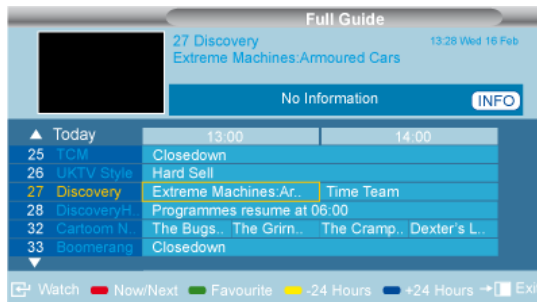 Full Guide
27 Discovery 13:28 Wed 16 Feb
Extreme Machines:Armoured Cars
No Information INFO
▲ Today 13:00 14:00
25 TCM Closedown
26 UKTV Style Hard Sell
27 Discovery Extreme Machines:Ar.. Time Team
28 DiscoveryH.. Programmes resume at 06:00
32 Cartoom N.. The Bugs.. The Grim.. The Cramp.. Dexter's L..
33 Boomerang Closedown
▼
Watch Now/Next Favourite -24 Hours +24 Hours Exi